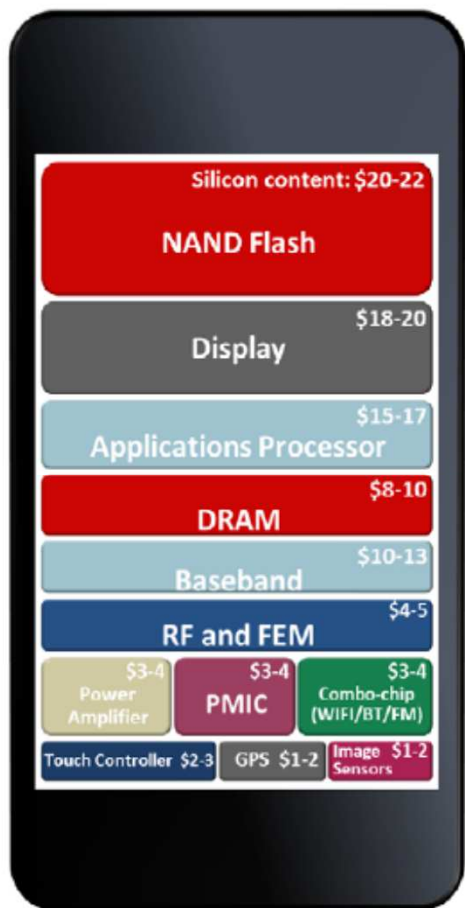 Silicon content: $20-22
NAND Flash
$18-20
Display
$15-17
Applications Processor
$8-10
DRAM
$10-13
Baseband
$4-5
RF and FEM
$3-4
Power
Amplifier
$3-4
PMIC
$3-4
Combo-chip
(WIFI/BT/FM)
Touch Controller $2-3
GPS $1-2
Image $1-2
Sensors